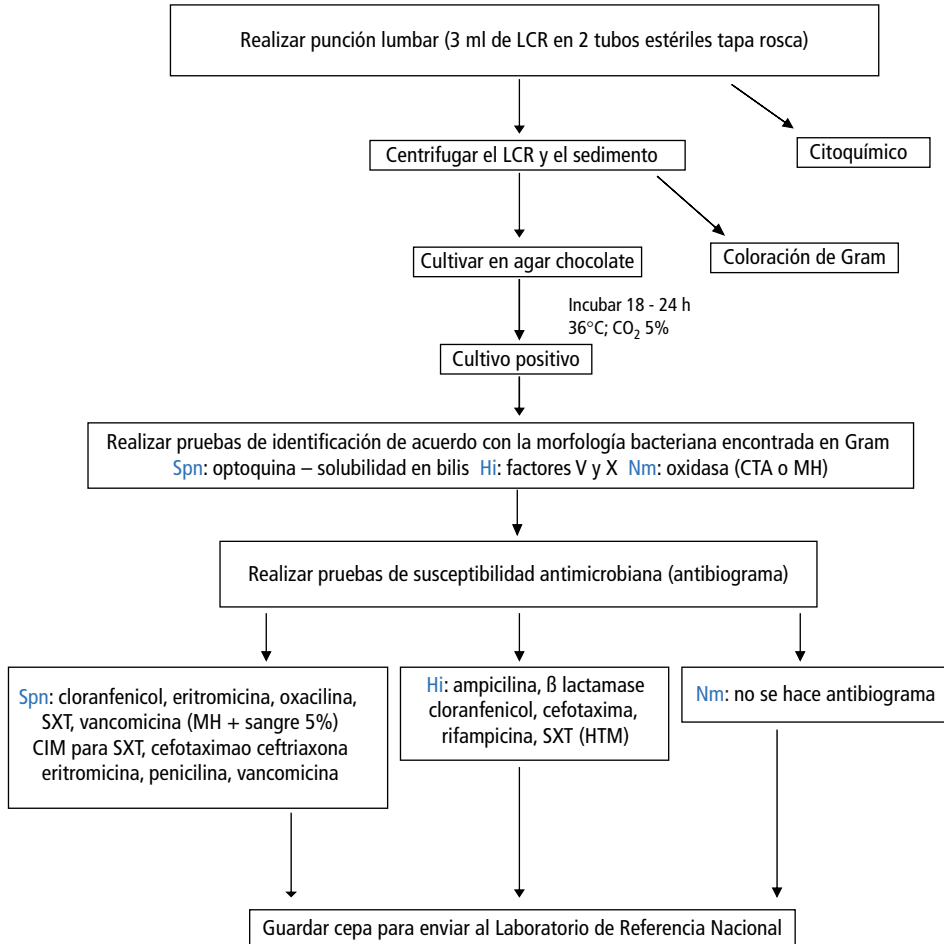 Realizar punción lumbar (3 ml de LCR en 2 tubos estériles tapa rosca)
Centrifugar el LCR y el sedimento
Citoquímico
Cultivar en agar chocolate
Coloración de Gram
Incubar 18 - 24 h
36°C; CO₂ 5%
Cultivo positivo
Realizar pruebas de identificación de acuerdo con la morfología bacteriana encontrada en Gram
Spn: optoquina – solubilidad en bilis Hi: factores V y X Nm: oxidasa (CTA o MH)
Realizar pruebas de susceptibilidad antimicrobiana (antibiograma)
Spn: cloranfenicol, eritromicina, oxacilina,
SXT, vancomicina (MH + sangre 5%)
CIM para SXT, cefotaximao ceftriaxona
eritromicina, penicilina, vancomicina
Hi: ampicilina, ß lactamase
cloranfenicol, cefotaxima,
rifampicina, SXT (HTM)
Nm: no se hace antibiograma
Guardar cepa para enviar al Laboratorio de Referencia Nacional